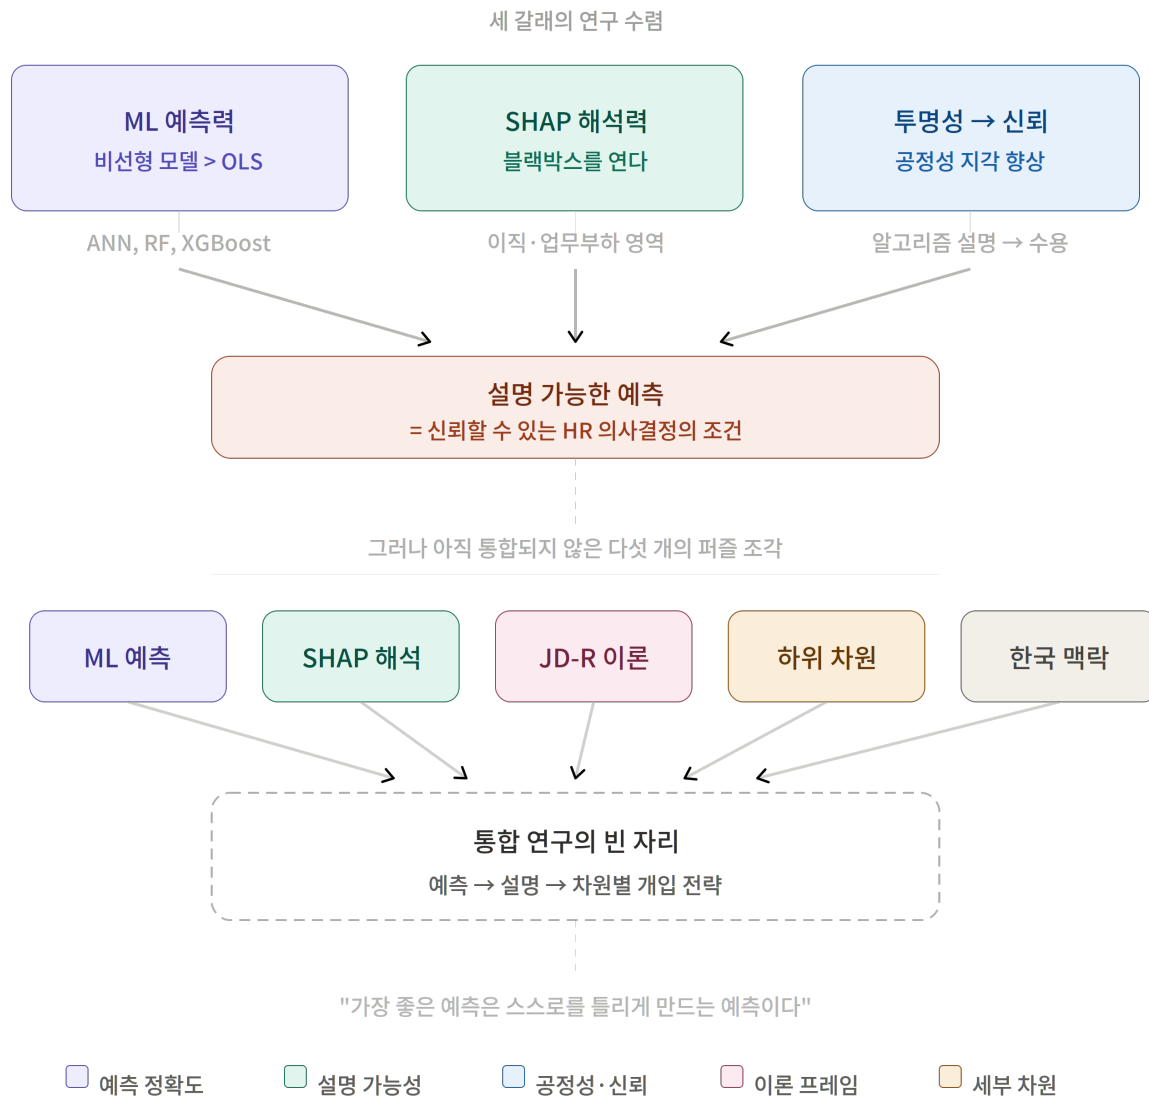 세 갈래의 연구 수렴
ML 예측력
비선형 모델 > OLS
SHAP 해석력
블랙박스를 연다
투명성 → 신뢰
공정성 지각 향상
ANN, RF, XGBoost
이직·업무부하 영역
알고리즘 설명 → 수용
설명 가능한 예측
= 신뢰할 수 있는 HR 의사결정의 조건
그러나 아직 통합되지 않은 다섯 개의 퍼즐 조각
ML 예측
SHAP 해석
JD-R 이론
하위 차원
한국 맥락
통합 연구의 빈 자리
예측 → 설명 → 차원별 개입 전략
"가장 좋은 예측은 스스로를 틀리게 만드는 예측이다"
예측 정확도
설명 가능성
공정성·신뢰
이론 프레임
세부 차원